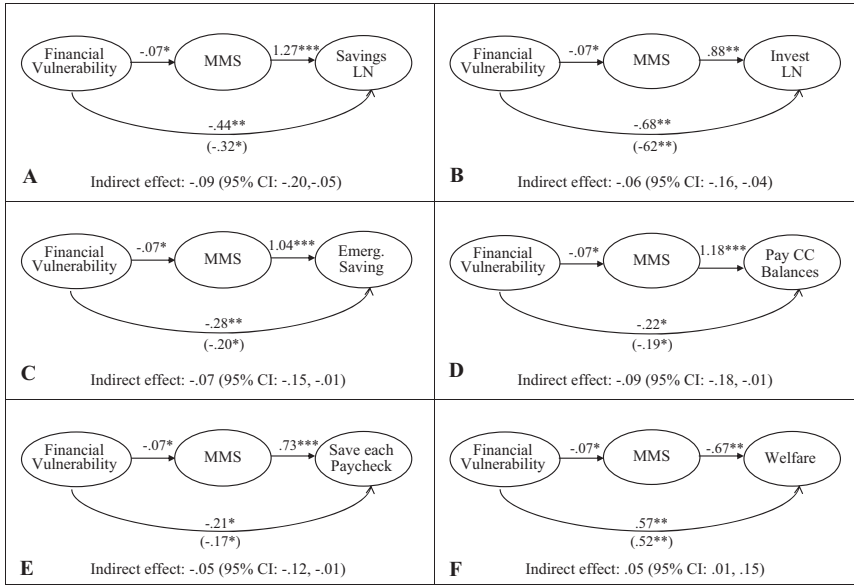 Financial
Vulnerability
-.07*
MMS
1.27***
Savings
LN
-.44**
(-.32*)
A
Indirect effect: -.09 (95% CI: -.20,-.05)
Financial
Vulnerability
-.07*
MMS
.88**
Invest
LN
-.68**
(-62**)
B
Indirect effect: -.06 (95% CI: -.16, -.04)
Financial
Vulnerability
-.07*
MMS
1.04***
Emerg.
Saving
-.28**
(-.20*)
C
Indirect effect: -.07 (95% CI: -.15, -.01)
Financial
Vulnerability
-.07*
MMS
1.18***
Pay CC
Balances
-.22*
(-.19*)
D
Indirect effect: -.09 (95% CI: -.18, -.01)
Financial
Vulnerability
-.07*
MMS
.73***
Save each
Paycheck
-.21*
(-.17*)
E
Indirect effect: -.05 (95% CI: -.12, -.01)
Financial
Vulnerability
-.07*
MMS
-.67**
Welfare
.57**
(.52**)
F
Indirect effect: .05 (95% CI: .01, .15)